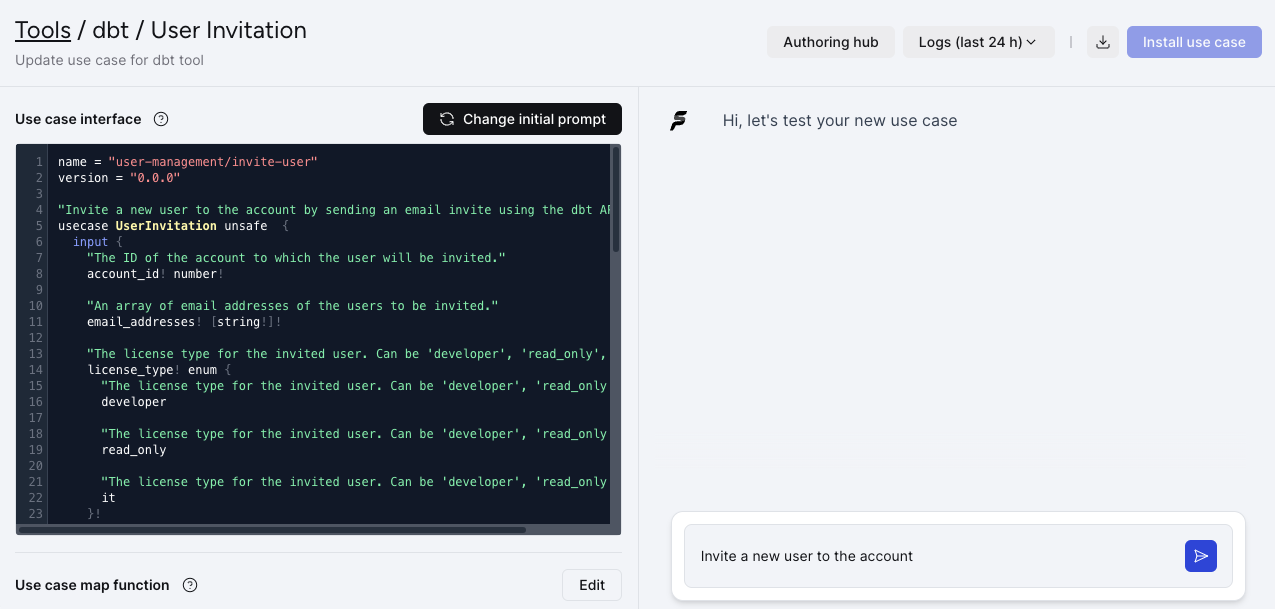 Tools / dbt / User Invitation
Update use case for dbt tool
Authoring hub
Logs (last 24 h)
Install use case
Use case interface
Change initial prompt
1 name = "user-management/invite-user"
2 version = "0.0.0"
3
4 "Invite a new user to the account by sending an email invite using the dbt
5 usecase UserInvitation unsafe {
6 input {
7 "The ID of the account to which the user will be invited."
8 account_id! number!
9
10 "An array of email addresses of the users to be invited."
11 email_addresses! [string!]!
12
13 "The license type for the invited user. Can be 'developer', 'read_only',
14 license_type! enum {
15 "The license type for the invited user. Can be 'developer', 'read_only
16 developer
17
18 "The license type for the invited user. Can be 'developer', 'read_only
19 read_only
20
21 "The license type for the invited user. Can be 'developer', 'read_only
22 it
23 }!
Use case map function
Edit
Hi, let's test your new use case
Invite a new user to the account